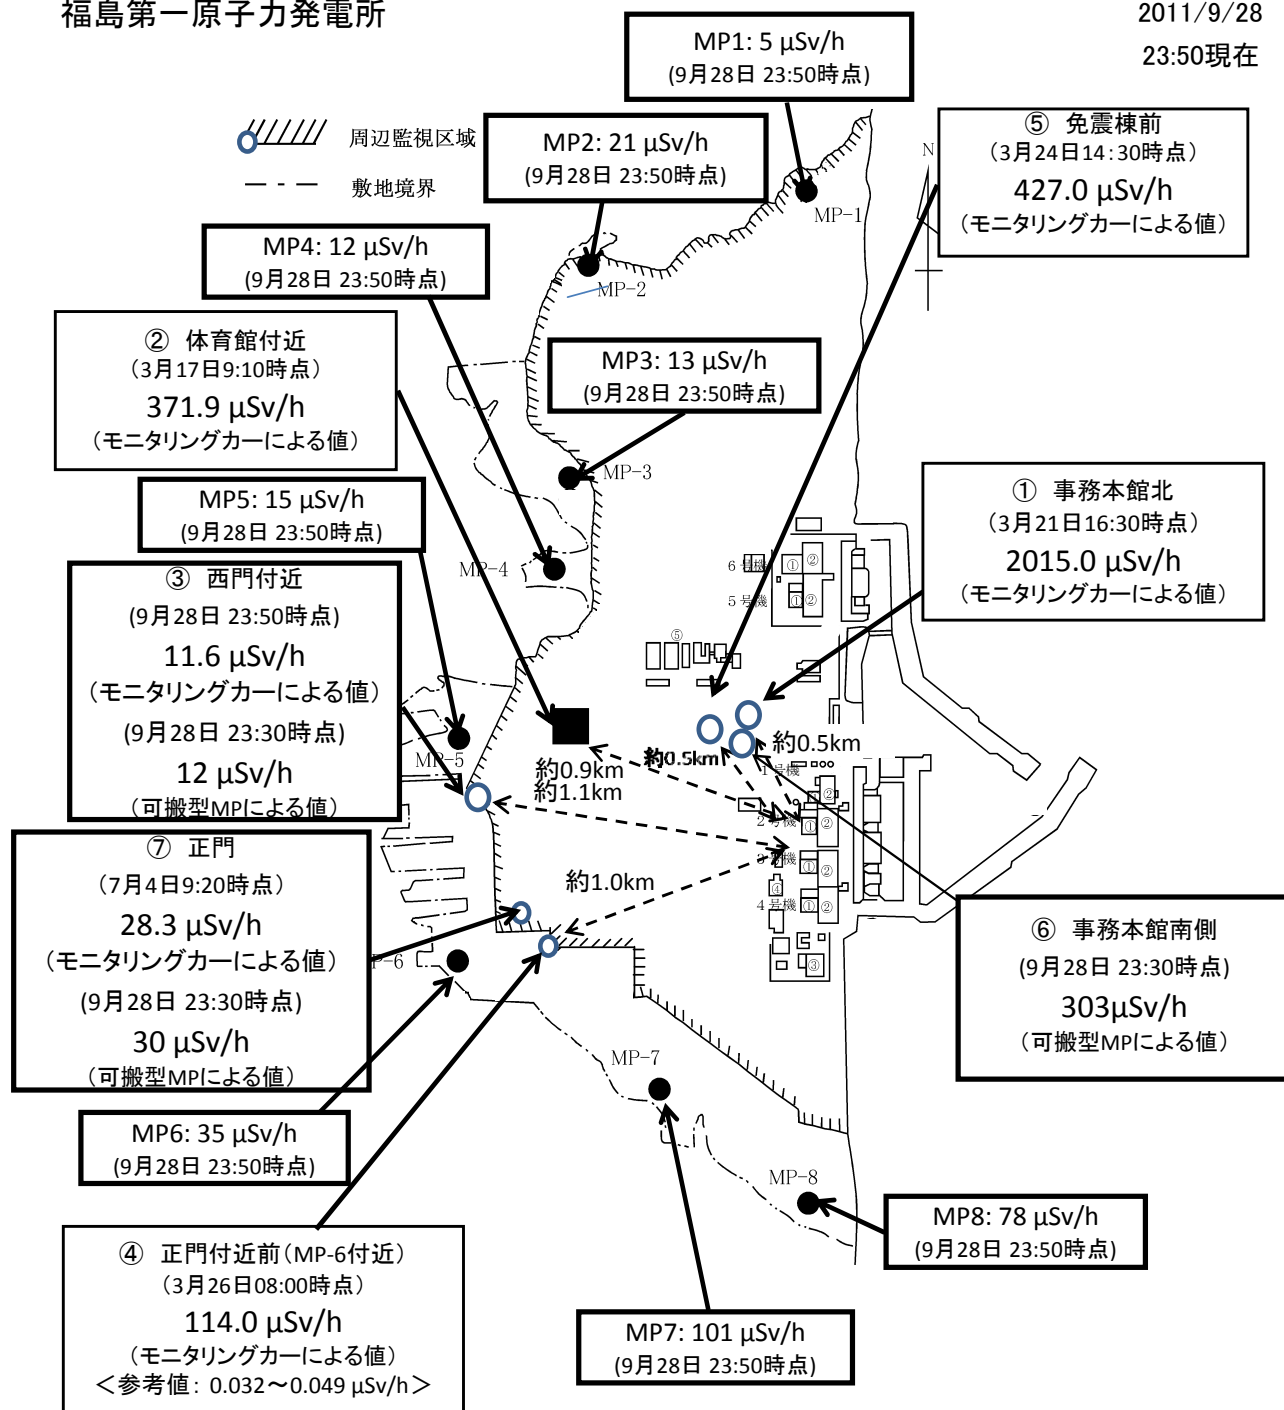 福島第一原子力発電所
2011/9/28
23:50現在
MP1: 5 μSv/h
(9月28日 23:50時点)
周辺監視区域
敷地境界
MP2: 21 μSv/h
(9月28日 23:50時点)
⑤ 免震棟前
(3月24日14:30時点)
427.0 μSv/h
(モニタリングカーによる値)
N
MP-1
MP4: 12 μSv/h
(9月28日 23:50時点)
MP-2
② 体育館付近
(3月17日9:10時点)
371.9 μSv/h
(モニタリングカーによる値)
MP3: 13 μSv/h
(9月28日 23:50時点)
MP-3
MP5: 15 μSv/h
(9月28日 23:50時点)
① 事務本館北
(3月21日16:30時点)
2015.0 μSv/h
(モニタリングカーによる値)
MP-4
6号機
①
②
5号機
①
②
③ 西門付近
(9月28日 23:50時点)
11.6 μSv/h
(モニタリングカーによる値)
(9月28日 23:30時点)
12 μSv/h
(可搬型MPによる値)
⑤
MP-5
約0.9km
約1.1km
約0.5km
約0.5km
1号機
①
②
2号機
①
②
3号機
①
②
④
4号機
①
②
③
⑦ 正門
(7月4日9:20時点)
28.3 μSv/h
(モニタリングカーによる値)
(9月28日 23:30時点)
30 μSv/h
(可搬型MPによる値)
約1.0km
⑥ 事務本館南側
(9月28日 23:30時点)
303μSv/h
(可搬型MPによる値)
P-6
MP-7
MP6: 35 μSv/h
(9月28日 23:50時点)
MP-8
MP8: 78 μSv/h
(9月28日 23:50時点)
④ 正門付近前(MP-6付近)
(3月26日08:00時点)
114.0 μSv/h
(モニタリングカーによる値)
<参考値: 0.032～0.049 μSv/h>
MP7: 101 μSv/h
(9月28日 23:50時点)